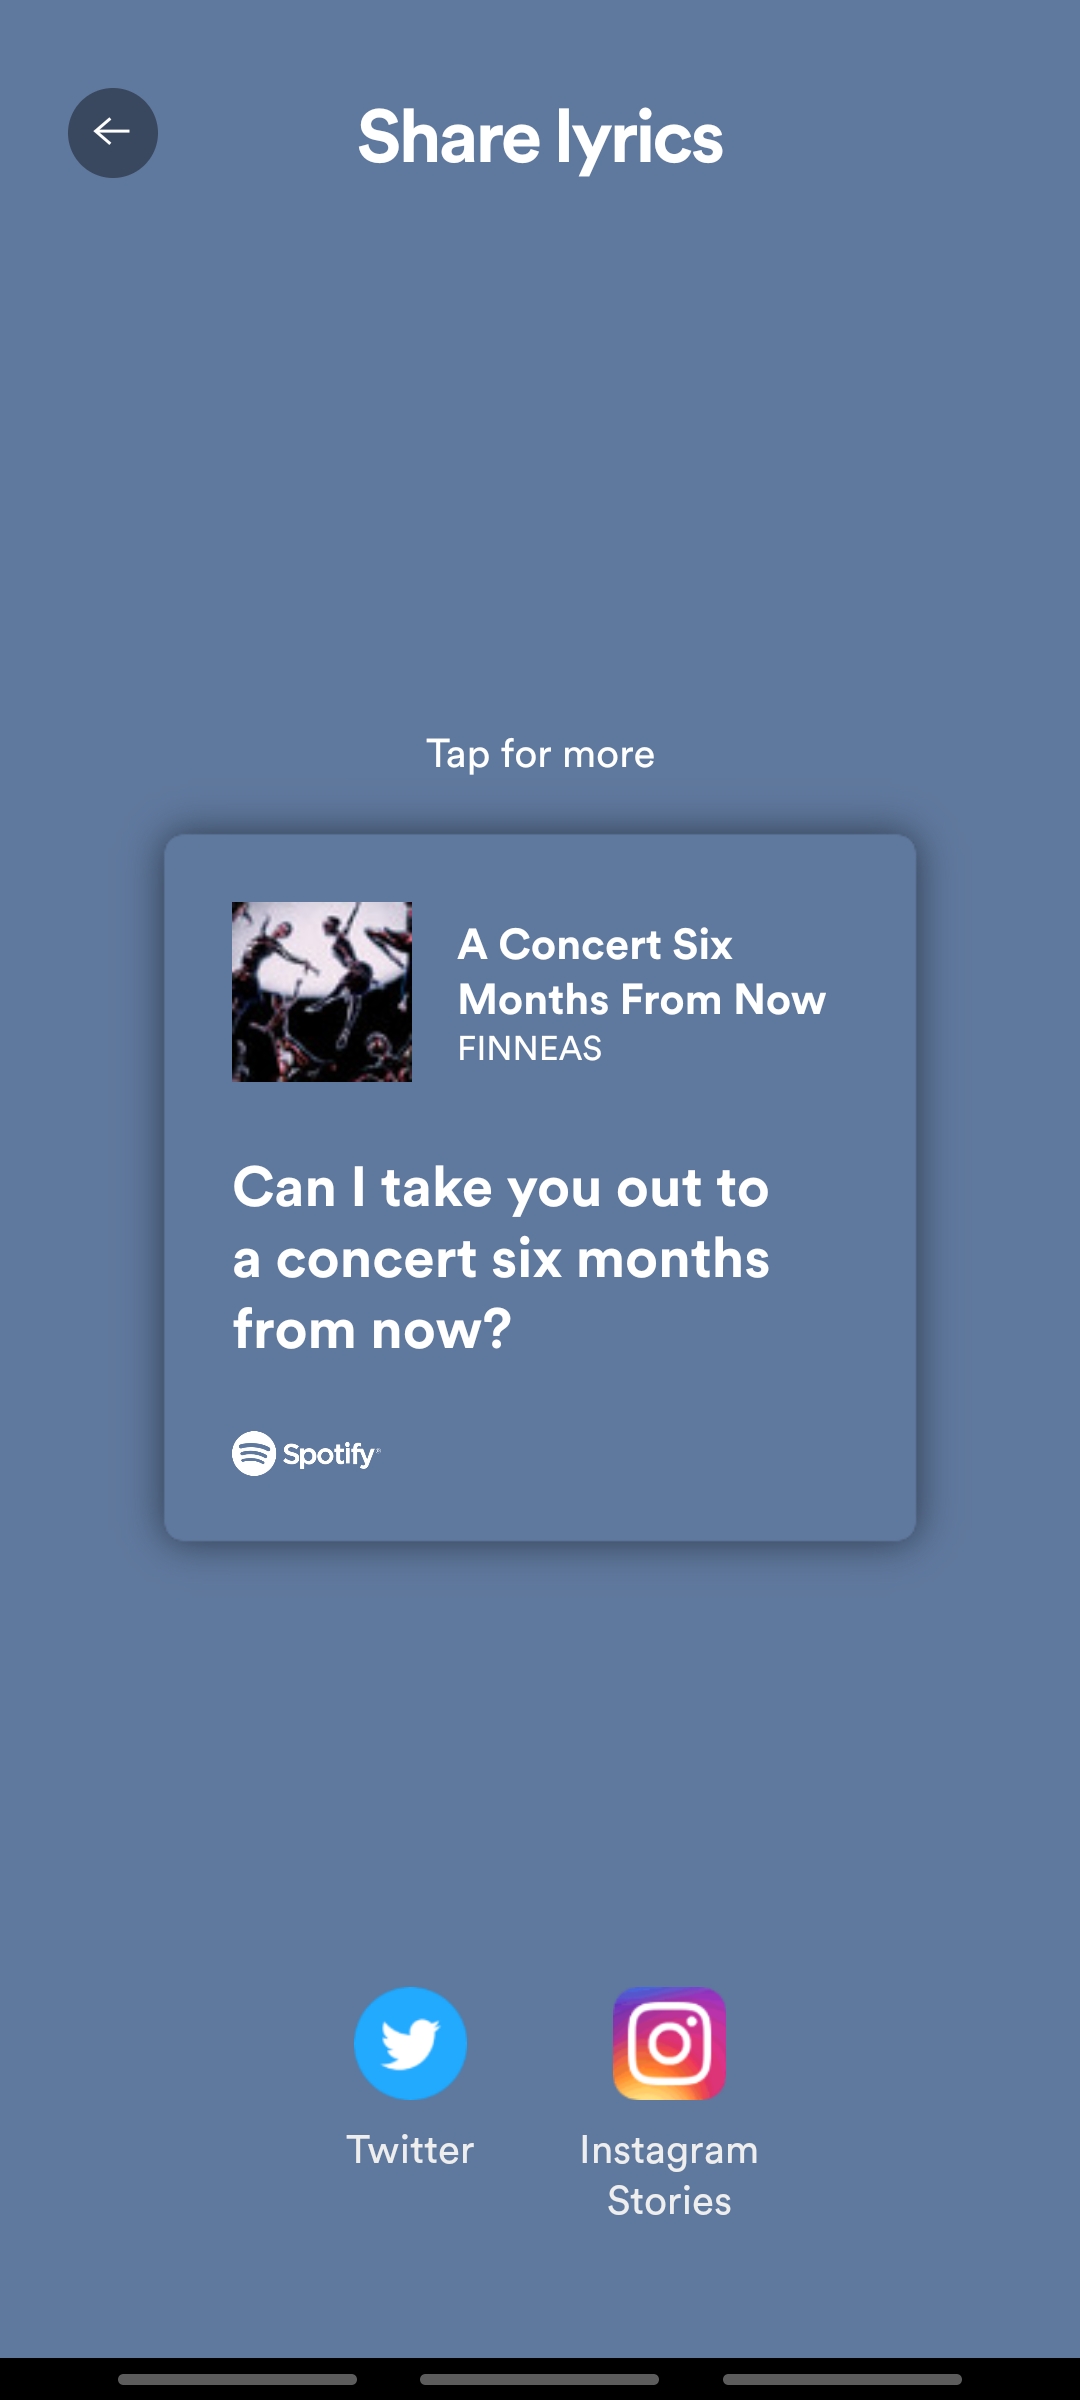 Share lyrics
Tap for more
A Concert Six
Months From Now
FINNEAS
Can I take you out to
a concert six months
from now?
Spotify
Twitter
Instagram
Stories